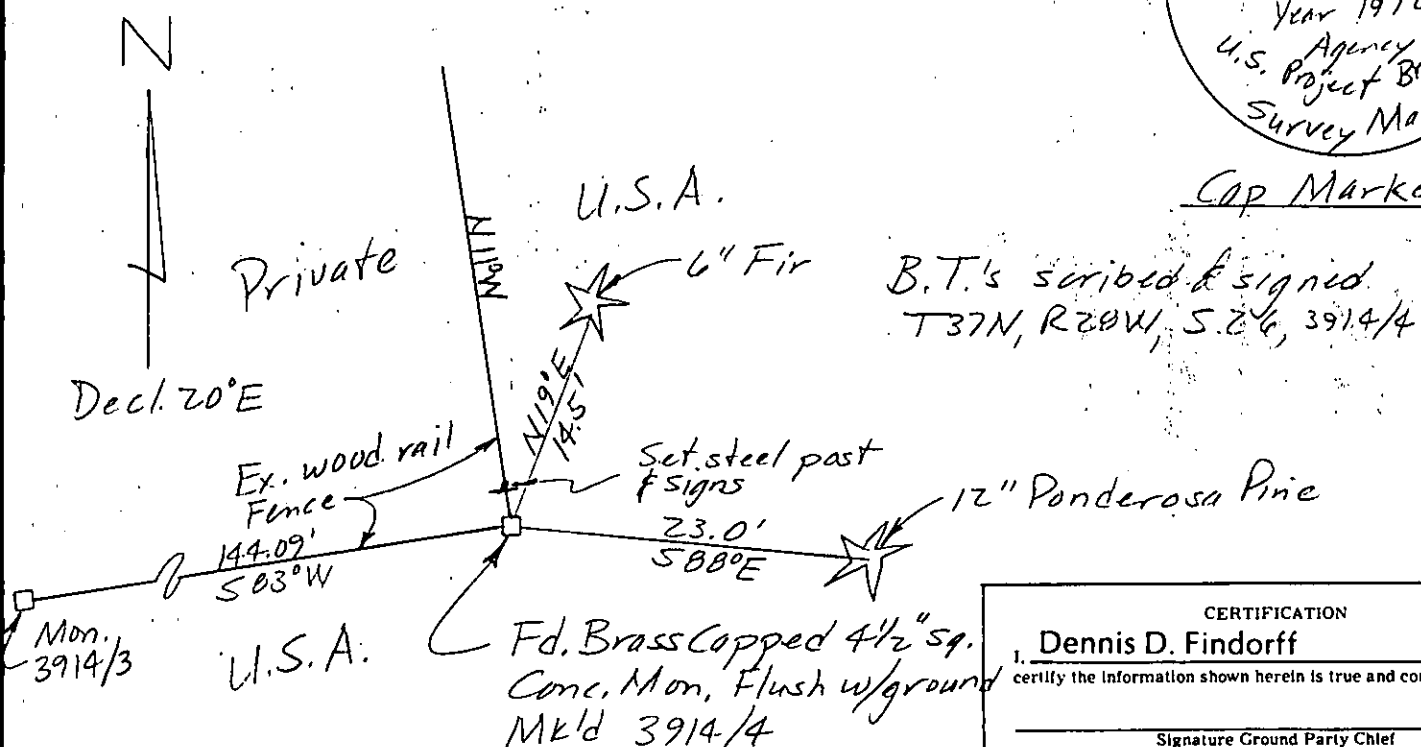 N
Year 197
U.S. Agency
Project B
Survey Ma
Cap Marke
U.S.A.
N11W
6" Fir
Private
B.T.'s scribed & signed
T37N, R28W, S.26, 3914/4
Decl. 20°E
N19°E
14.5'
Ex. wood rail
Fence
Set steel post
& signs
12" Ponderosa Pine
144.09'
S83°W
23.0'
S88°E
Mon.
3914/3
U.S.A.
Fd. Brass Capped 4 1/2" sq.
Conc. Mon. Flush w/ground
Mk'd 3914/4
CERTIFICATION
I, Dennis D. Findorff
certify the information shown herein is true and co
Signature Ground Party Chief